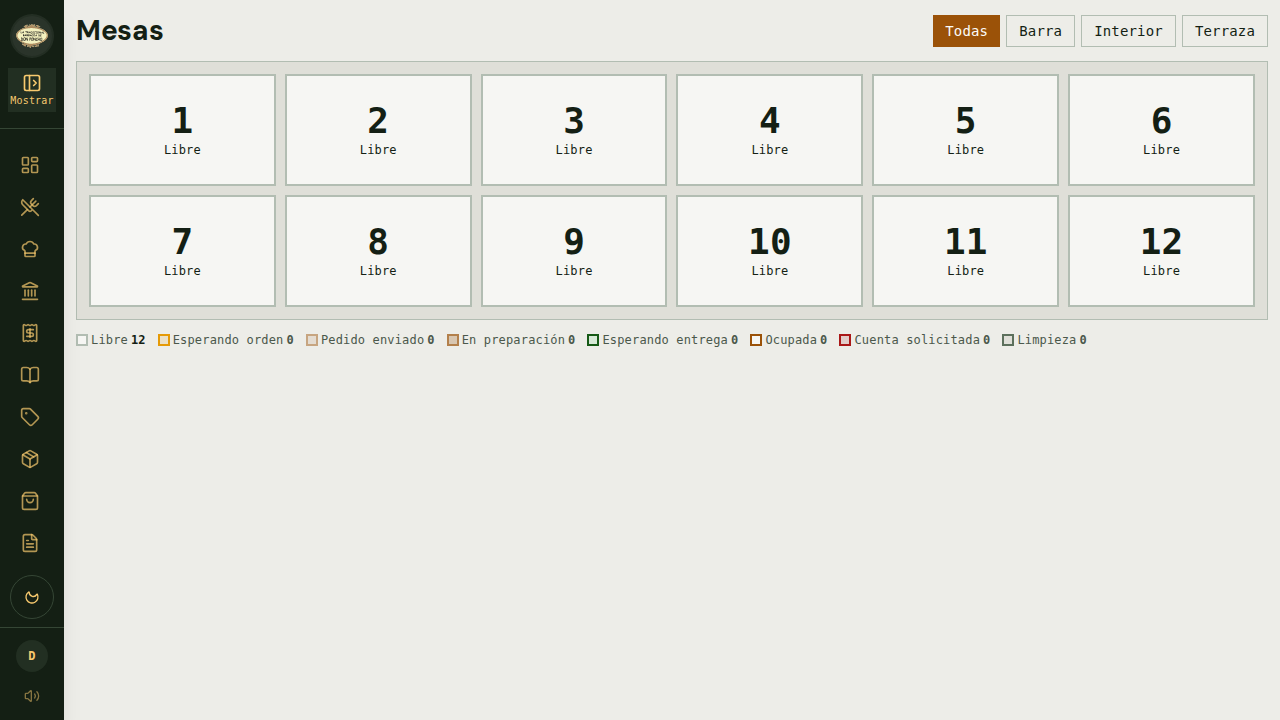 Mostrar
D
Mesas
Todas Barra Interior Terraza
1 2 3 4 5 6
Libre Libre Libre Libre Libre Libre
7 8 9 10 11 12
Libre Libre Libre Libre Libre Libre
Libre 12 Esperando orden 0 Pedido enviado 0 En preparación 0 Esperando entrega 0 Ocupada 0 Cuenta solicitada 0 Limpieza 0